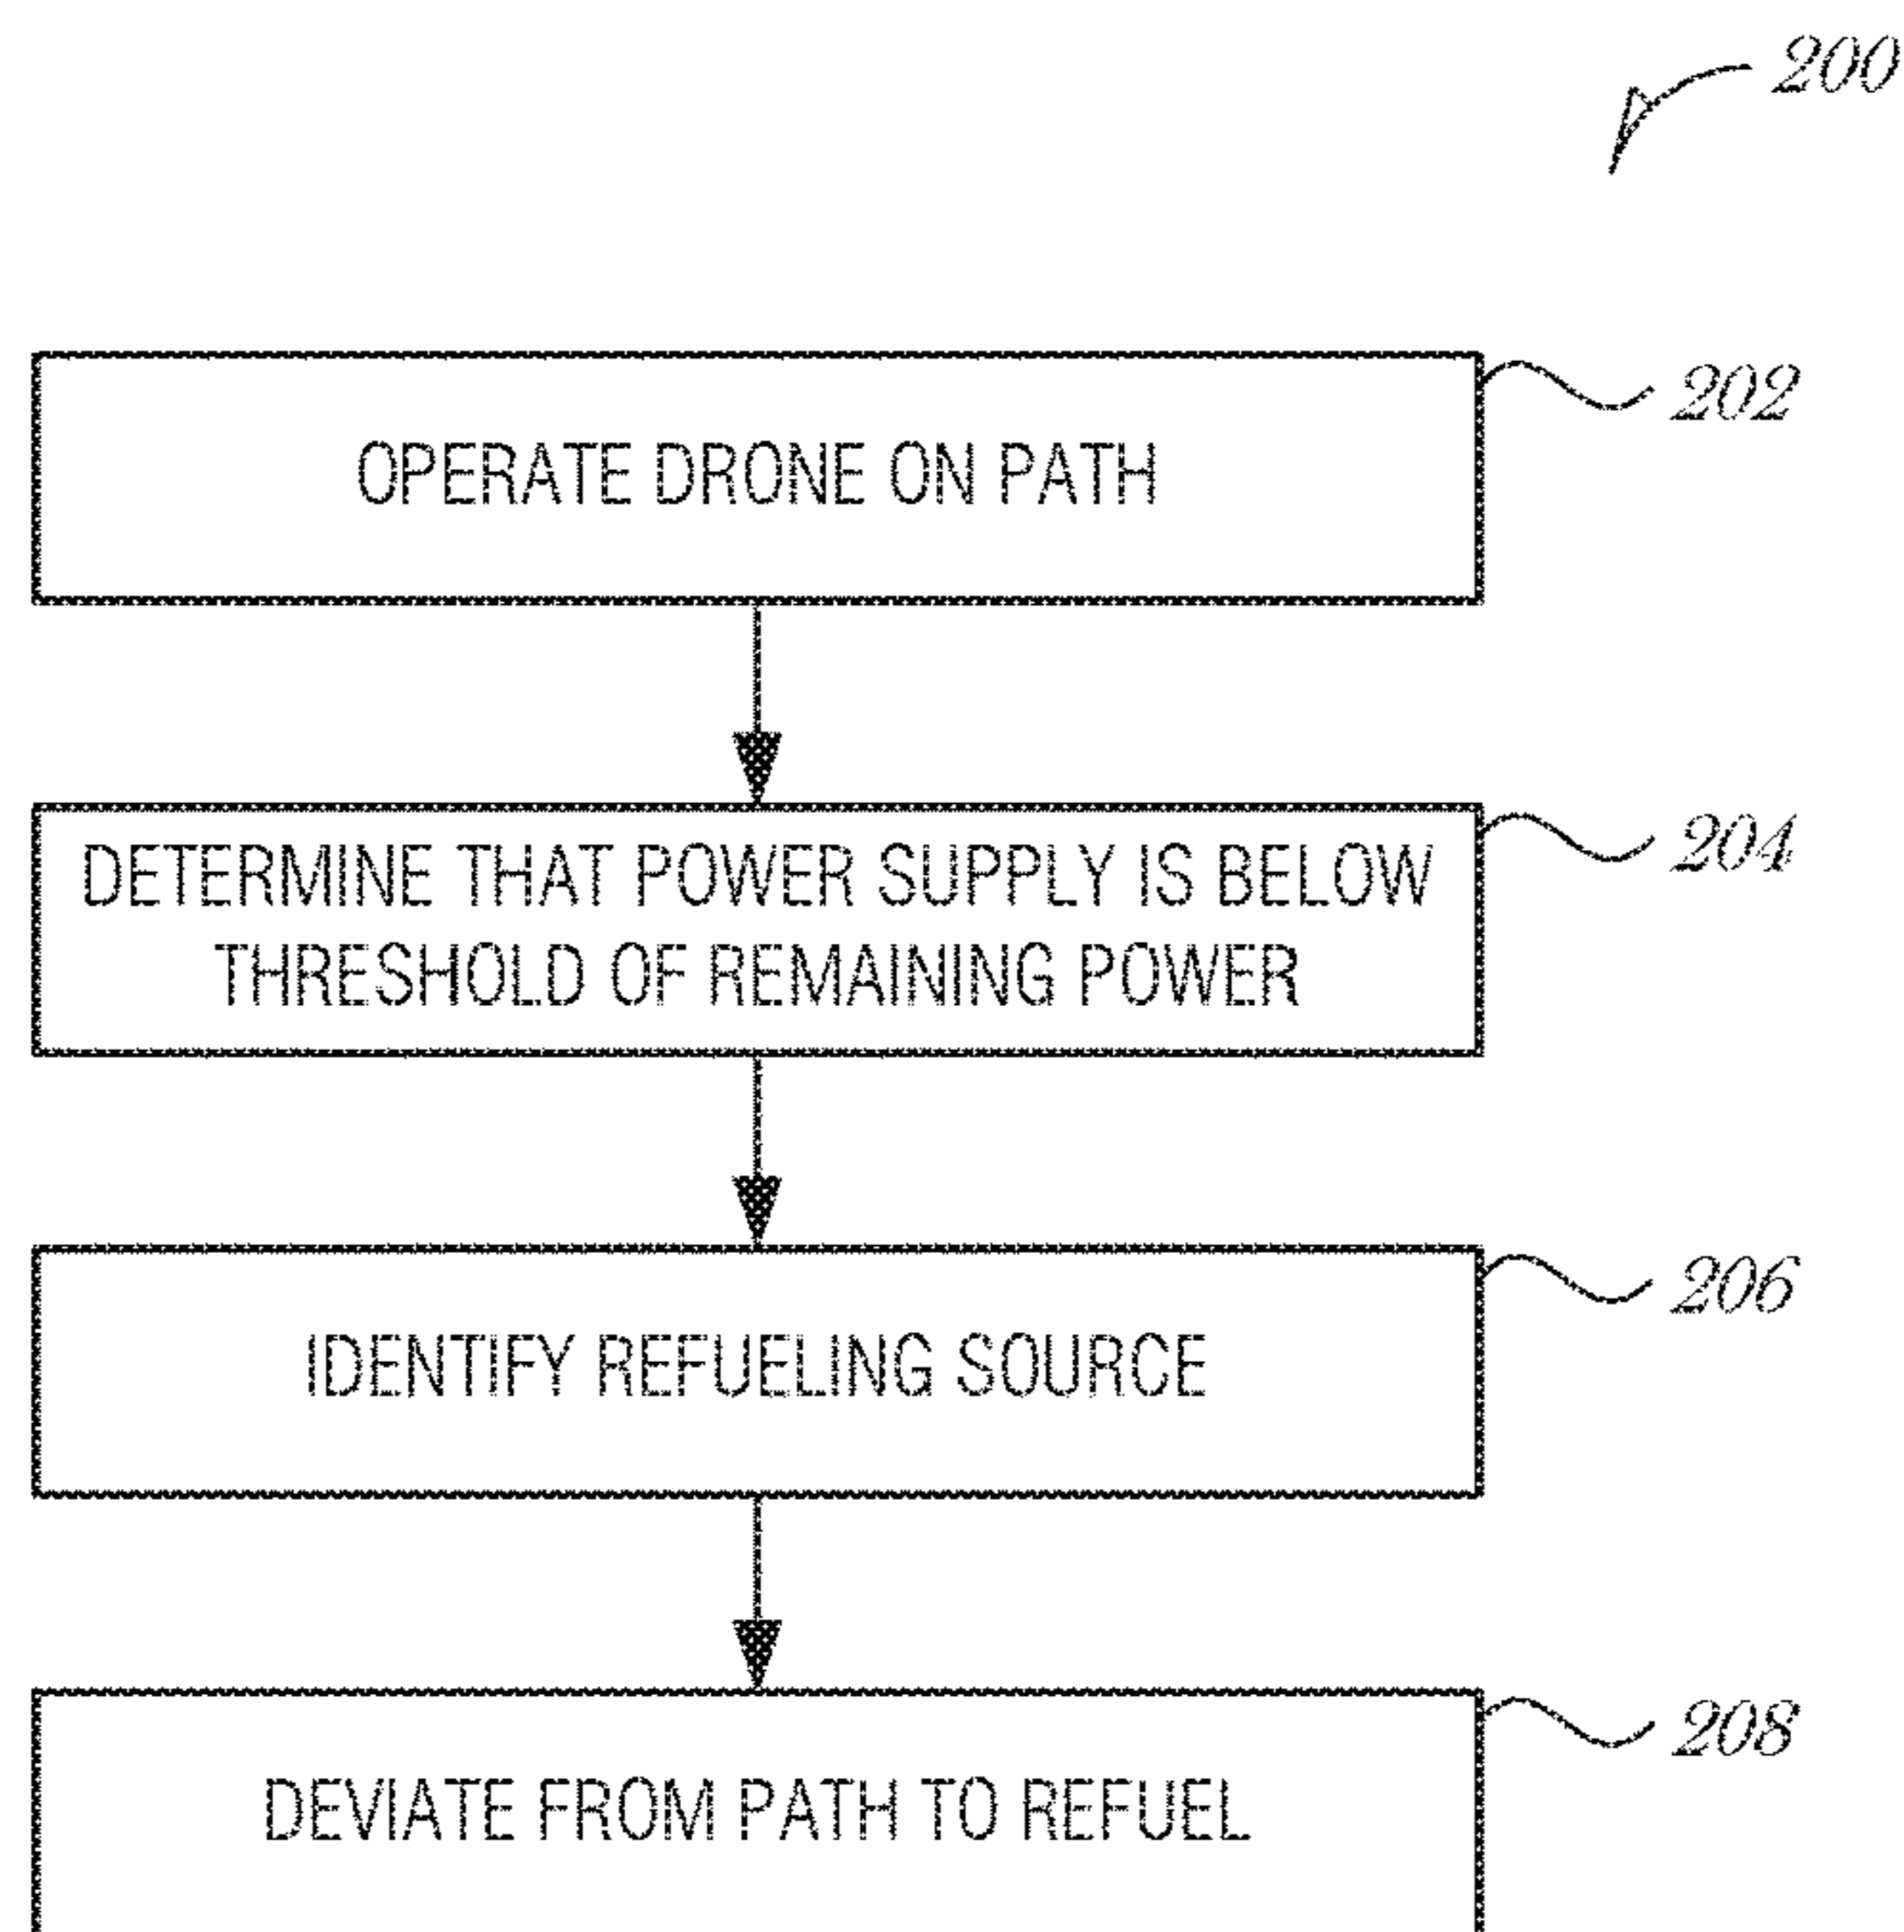 200
OPERATE DRONE ON PATH
202
DETERMINE THAT POWER SUPPLY IS BELOW
THRESHOLD OF REMAINING POWER
204
IDENTIFY REFUELING SOURCE
206
DEVIATE FROM PATH TO REFUEL
208